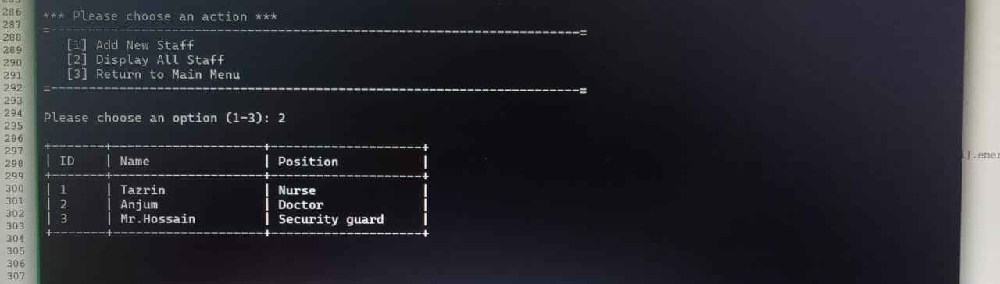 285
286
287
288
289
290
291
292
293
294
295
296
297
298
299
300
301
302
303
304
305
306
307
*** Please choose an action ***
=----------------------------------------------------------------------=
[1] Add New Staff
[2] Display All Staff
[3] Return to Main Menu
=----------------------------------------------------------------------=
Please choose an option (1-3): 2
+-------+--------------------+--------------------+
| ID | Name | Position |
+-------+--------------------+--------------------+
| 1 | Tazrin | Nurse |
| 2 | Anjum | Doctor |
| 3 | Mr.Hossain | Security guard |
+-------+--------------------+--------------------+
i].emer